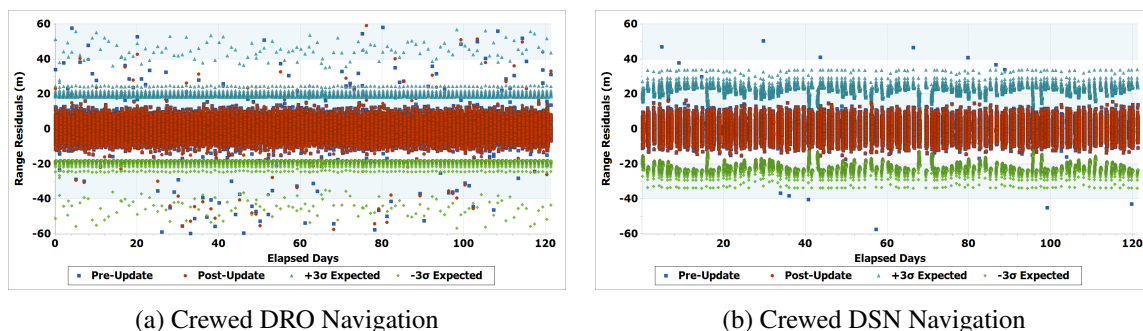 60
40
20
0
-20
-40
-60
Range Residuals (m)
0 20 40 60 80 100 120
Elapsed Days
Pre-Update Post-Update +3σ Expected -3σ Expected
(a) Crewed DRO Navigation
60
40
20
0
-20
-40
-60
Range Residuals (m)
0 20 40 60 80 100 120
Elapsed Days
Pre-Update Post-Update +3σ Expected -3σ Expected
(b) Crewed DSN Navigation